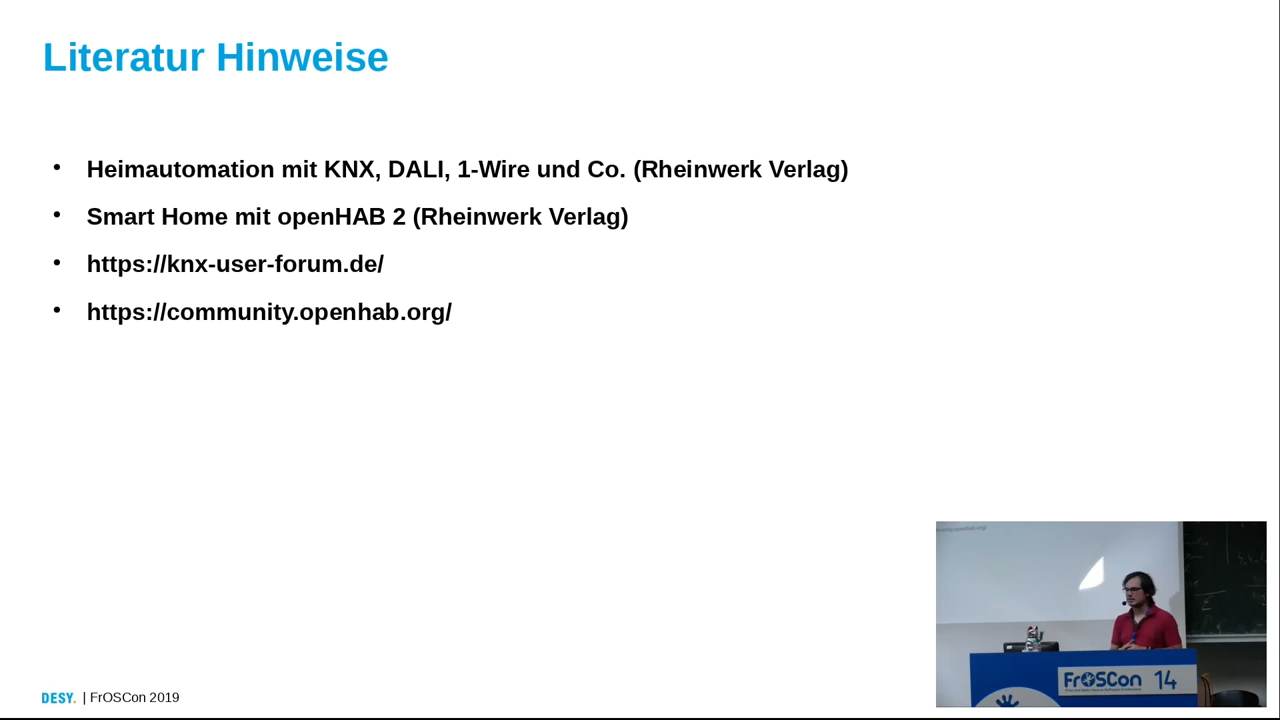 Literatur Hinweise
Heimautomation mit KNX, DALI, 1-Wire und Co. (Rheinwerk Verlag)
Smart Home mit openHAB 2 (Rheinwerk Verlag)
https://knx-user-forum.de/
https://community.openhab.org/
FrOSCon 14
DESY. | FrOSCon 2019